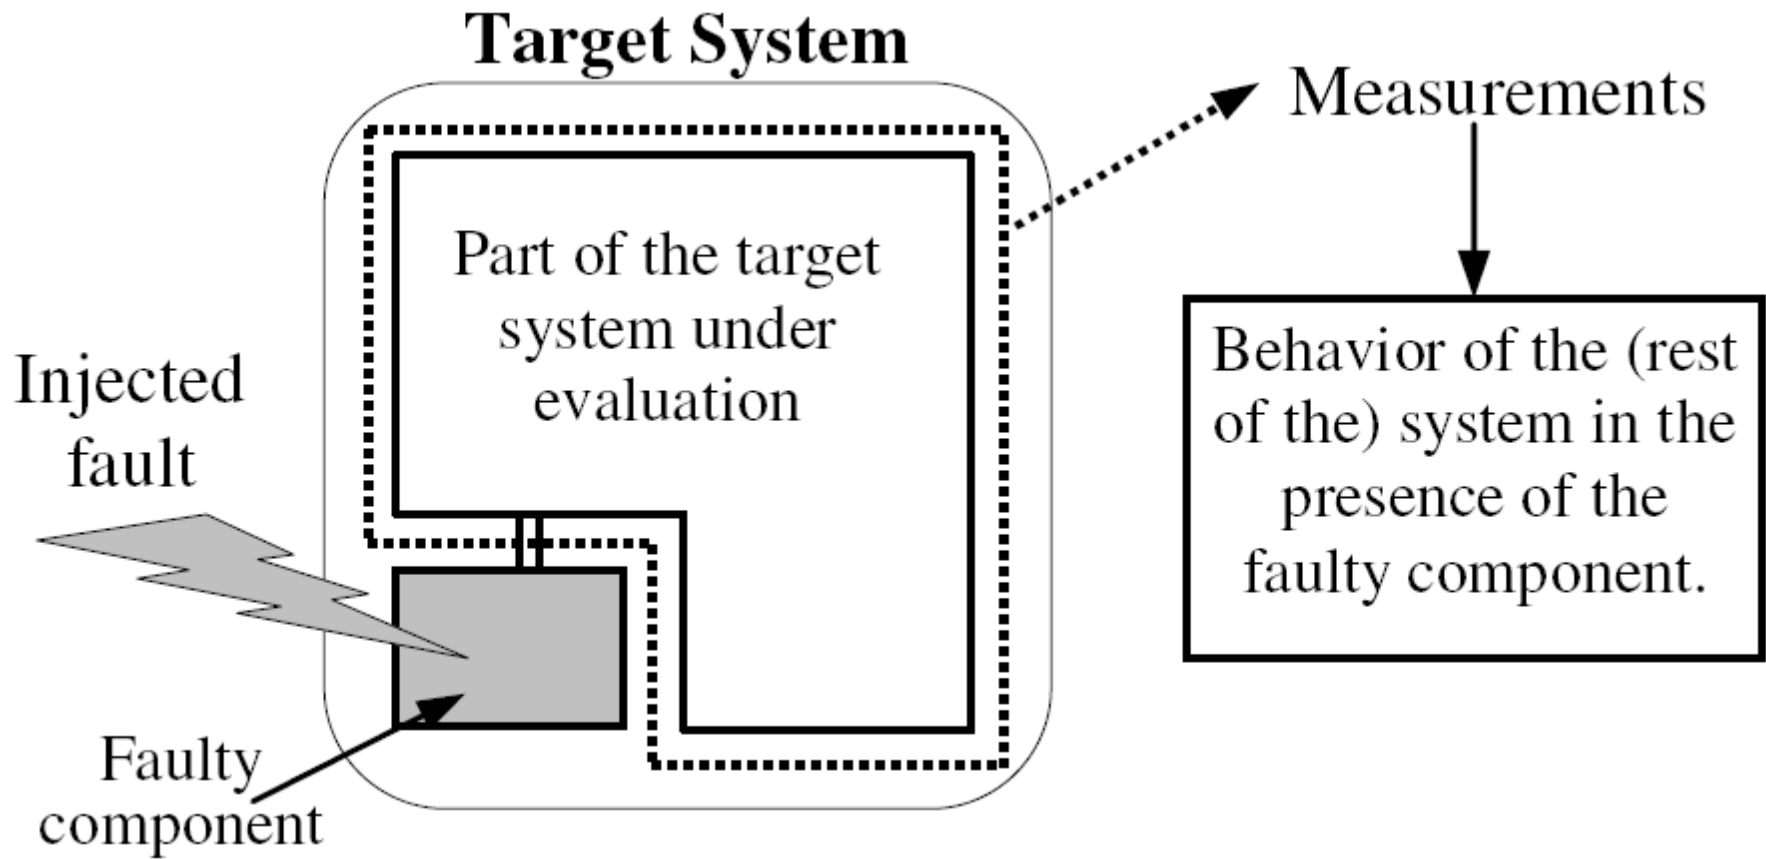 Target System
Measurements
Part of the target
system under
evaluation
Injected
fault
Behavior of the (rest
of the) system in the
presence of the
faulty component.
Faulty
component